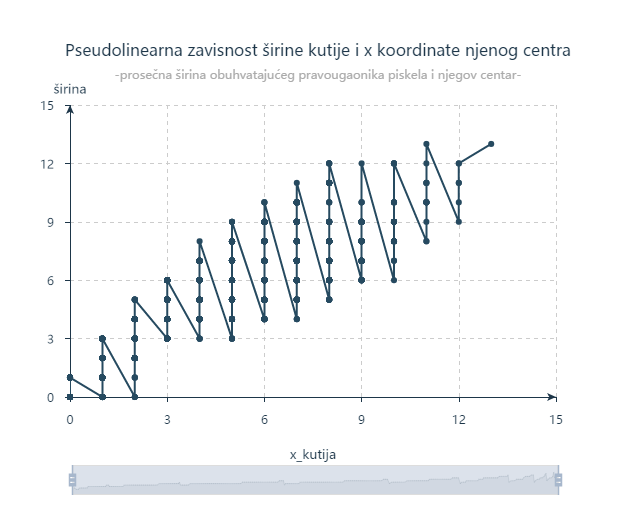 Pseudolinearna zavisnost širine kutije i x koordinate njenog centra
-prosečna širina obuhvatajućeg pravougaonika piskela i njegov centar-
širina
15
12
9
6
3
0
0 3 6 9 12 15
x_kutija